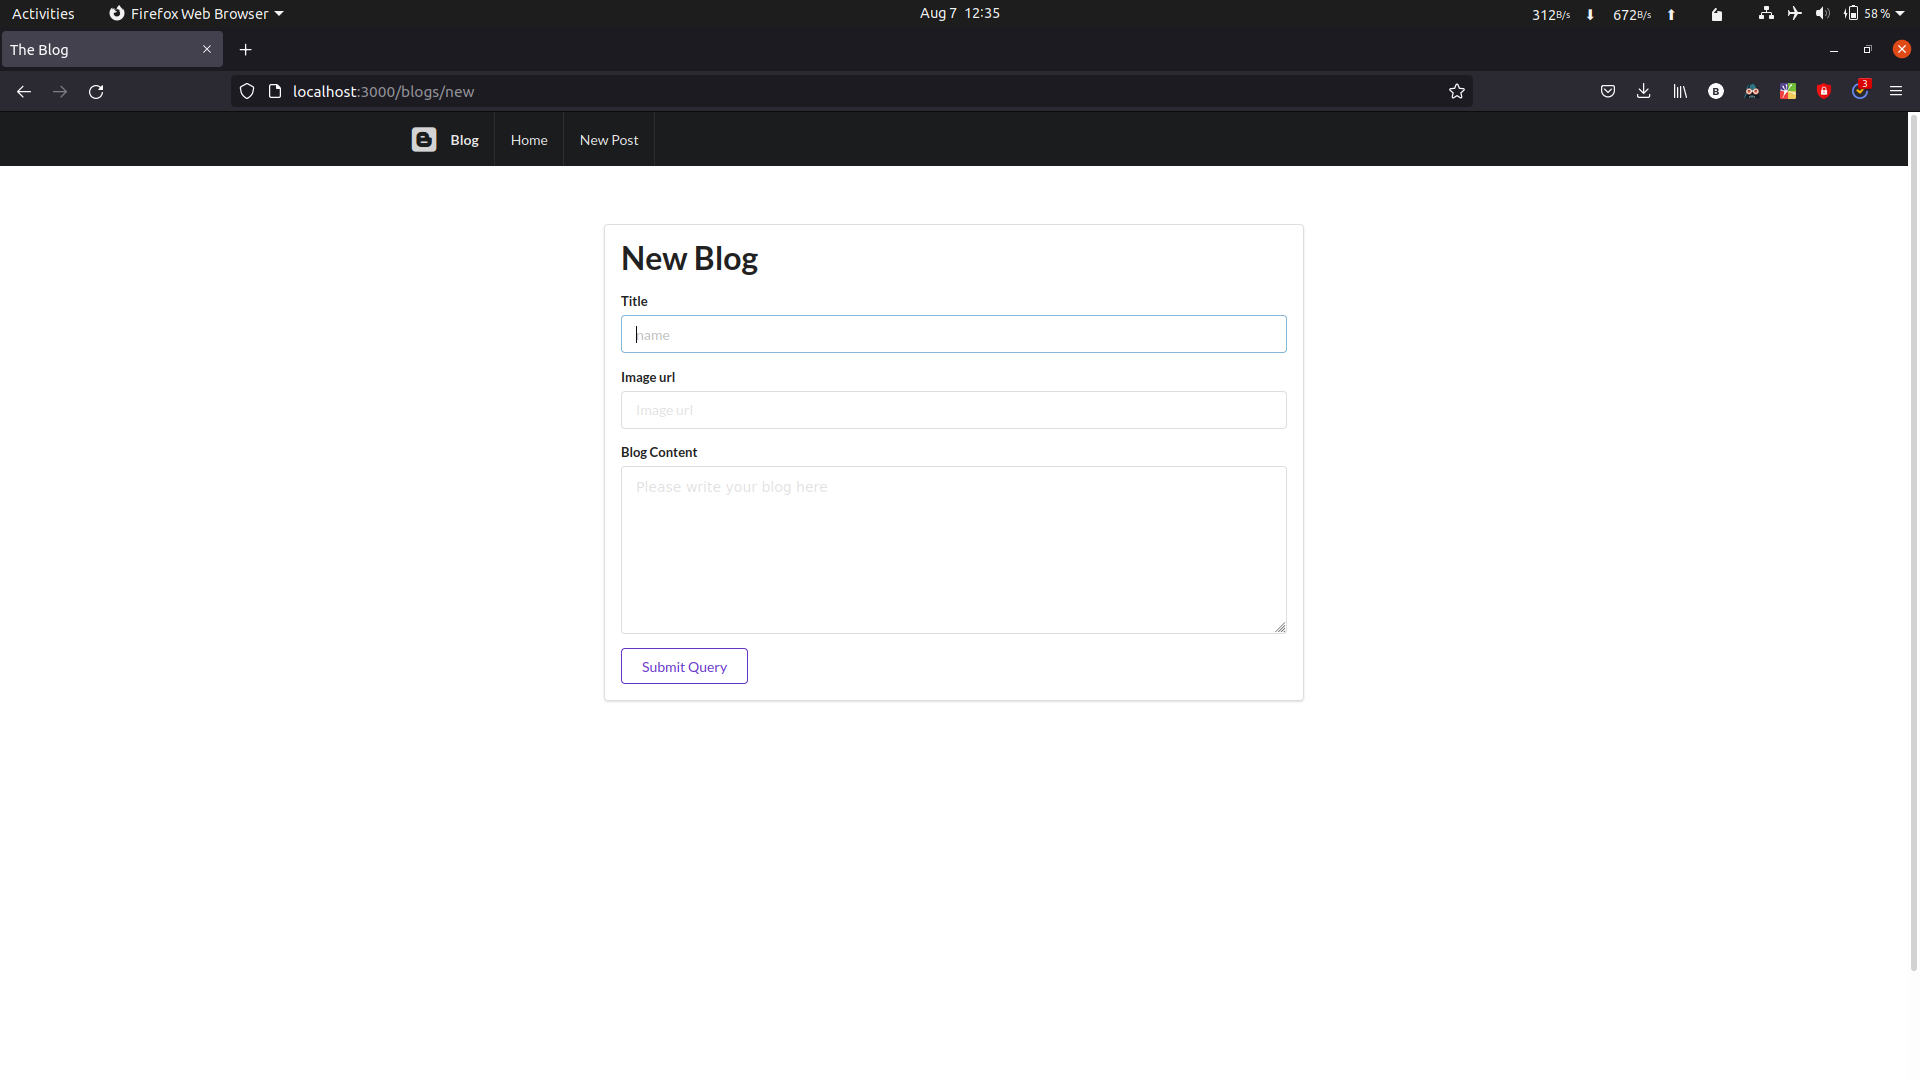 Activities Firefox Web Browser Aug 7 12:35 312B/s 672B/s 58 %
The Blog
localhost:3000/blogs/new B 3
Blog Home New Post
New Blog
Title
name
Image url
Image url
Blog Content
Please write your blog here
Submit Query